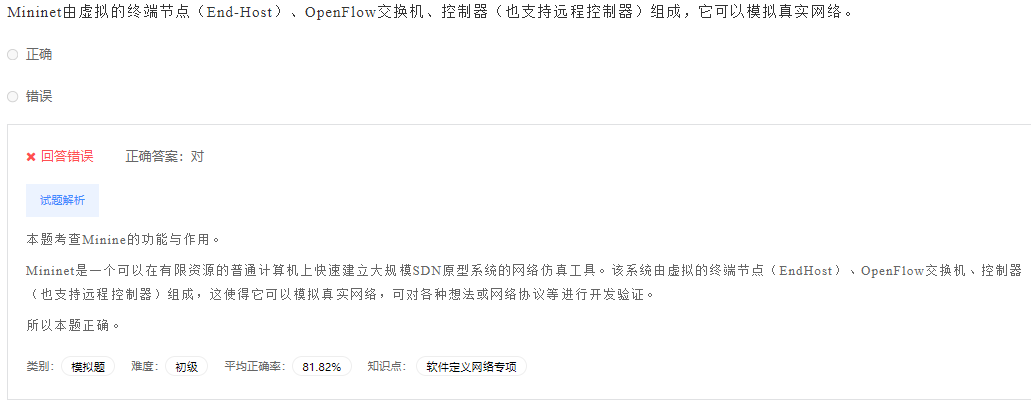 Mininet由虚拟的终端节点（End-Host）、OpenFlow交换机、控制器（也支持远程控制器）组成，它可以模拟真实网络。
正确
错误
回答错误 正确答案：对
试题解析
本题考查Minine的功能与作用。
Mininet是一个可以在有限资源的普通计算机上快速建立大规模SDN原型系统的网络仿真工具。该系统由虚拟的终端节点（EndHost）、OpenFlow交换机、控制器
（也支持远程控制器）组成，这使得它可以模拟真实网络，可对各种想法或网络协议等进行开发验证。
所以本题正确。
类别： 模拟题 难度： 初级 平均正确率： 81.82% 知识点： 软件定义网络专项